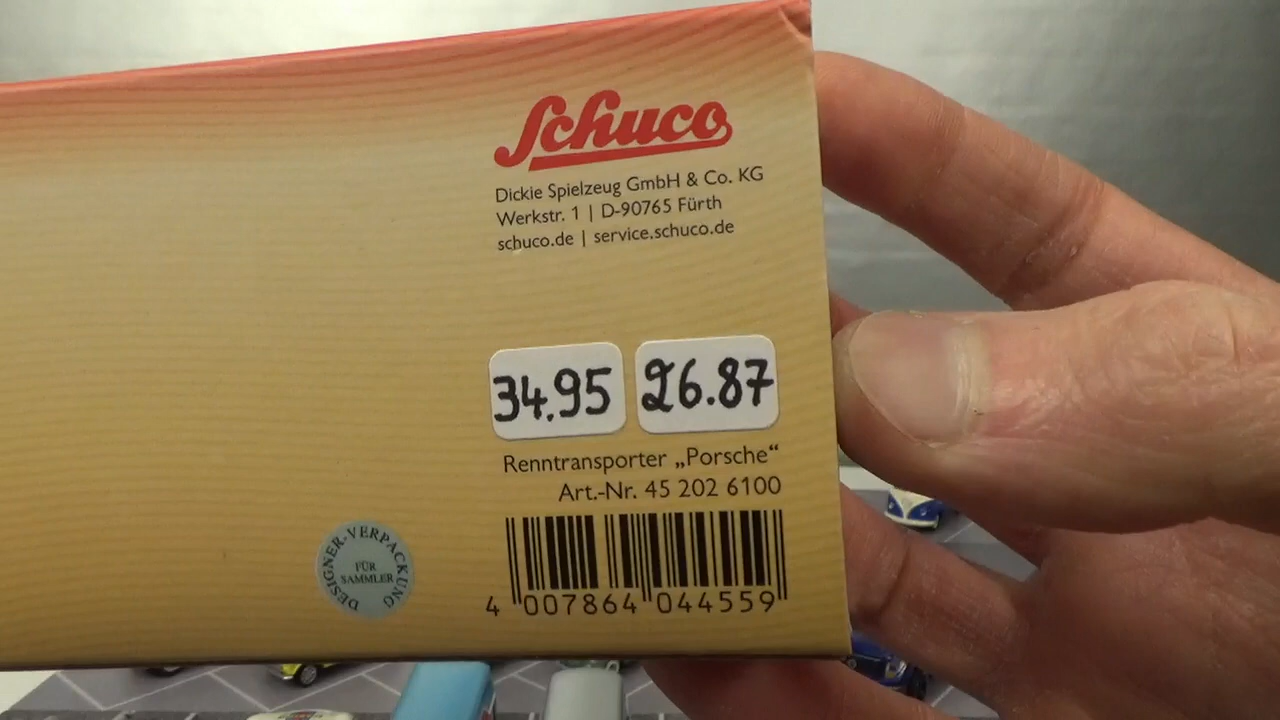 Schuco
Dickie Spielzeug GmbH & Co. KG
Werkstr. 1 | D-90765 Fürth
schuco.de | service.schuco.de
34.95 26.87
Renntransporter „Porsche“
Art.-Nr. 45 202 6100
DESIGNER-VERPACKUNG
FÜR
SAMMLER
4 007864 044559